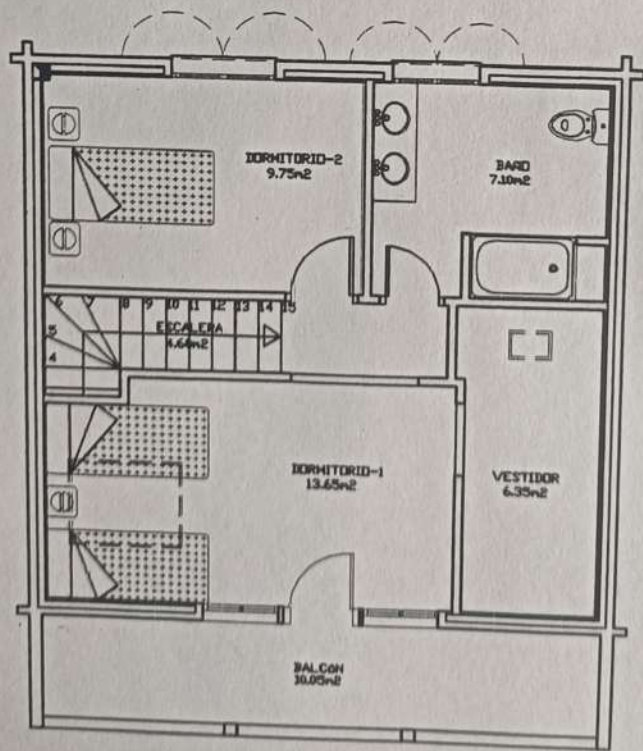 DORMITORIO-2
9.75m2
BAÑO
7.10m2
6 7 8 9 10 11 12 13 14 15
5
ESCALERA
4.64m2
4
DORMITORIO-1
13.65m2
VESTIDOR
6.35m2
BALCON
10.05m2